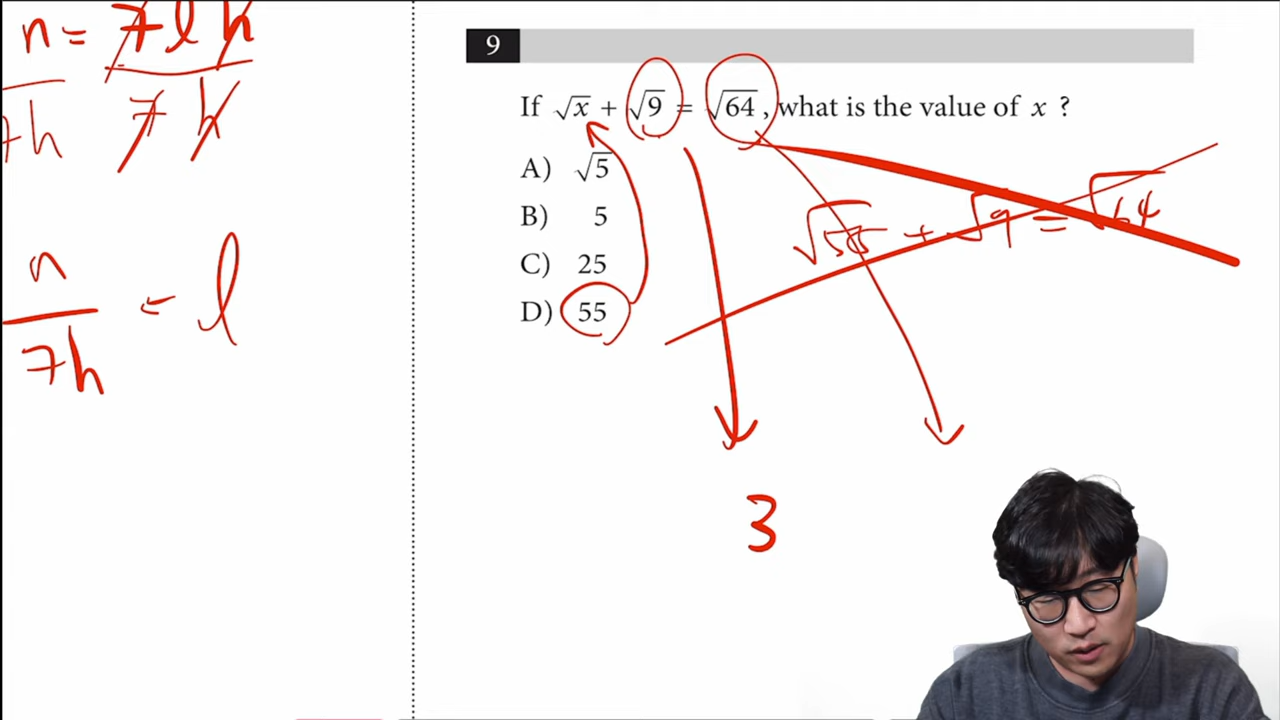 n = 7lh
7h 7h
n
7h = l
9
If √x + √9 = √64, what is the value of x ?
A) √5
B) 5
C) 25
D) 55
√55 + √9 = √64
3